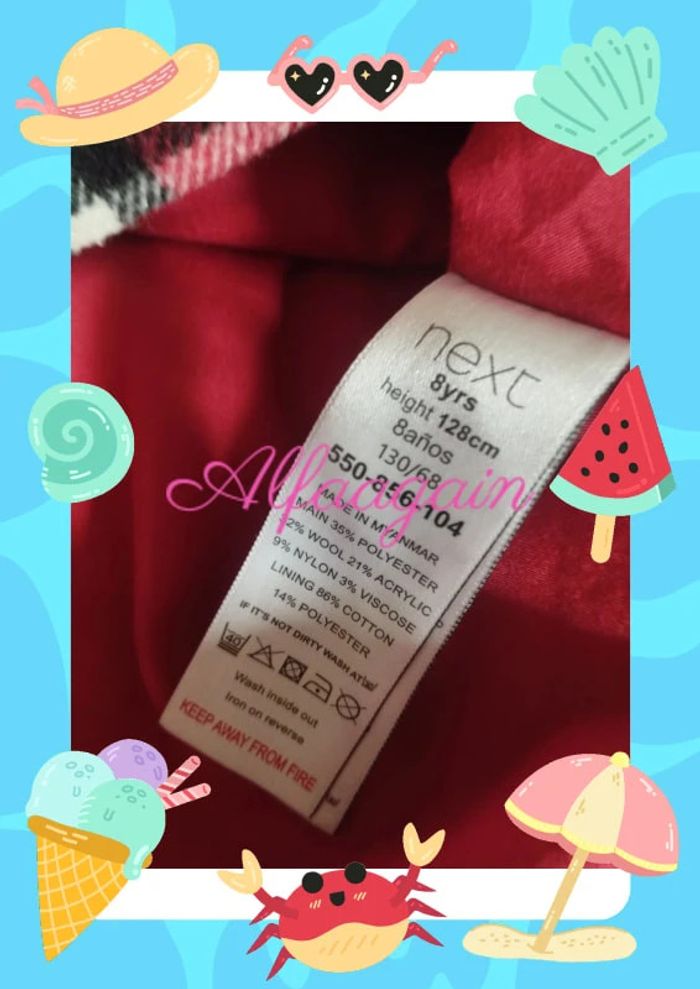 next
8yrs
height 128cm
8años
130/68
550-856-104
MADE IN MYANMAR
MAIN 35% POLYESTER
2% WOOL 21% ACRYLIC
9% NYLON 3% VISCOSE
LINING 86% COTTON
14% POLYESTER
IF IT'S NOT DIRTY WASH AT
40
Wash inside out
Iron on reverse
KEEP AWAY FROM FIRE
Alfaagain